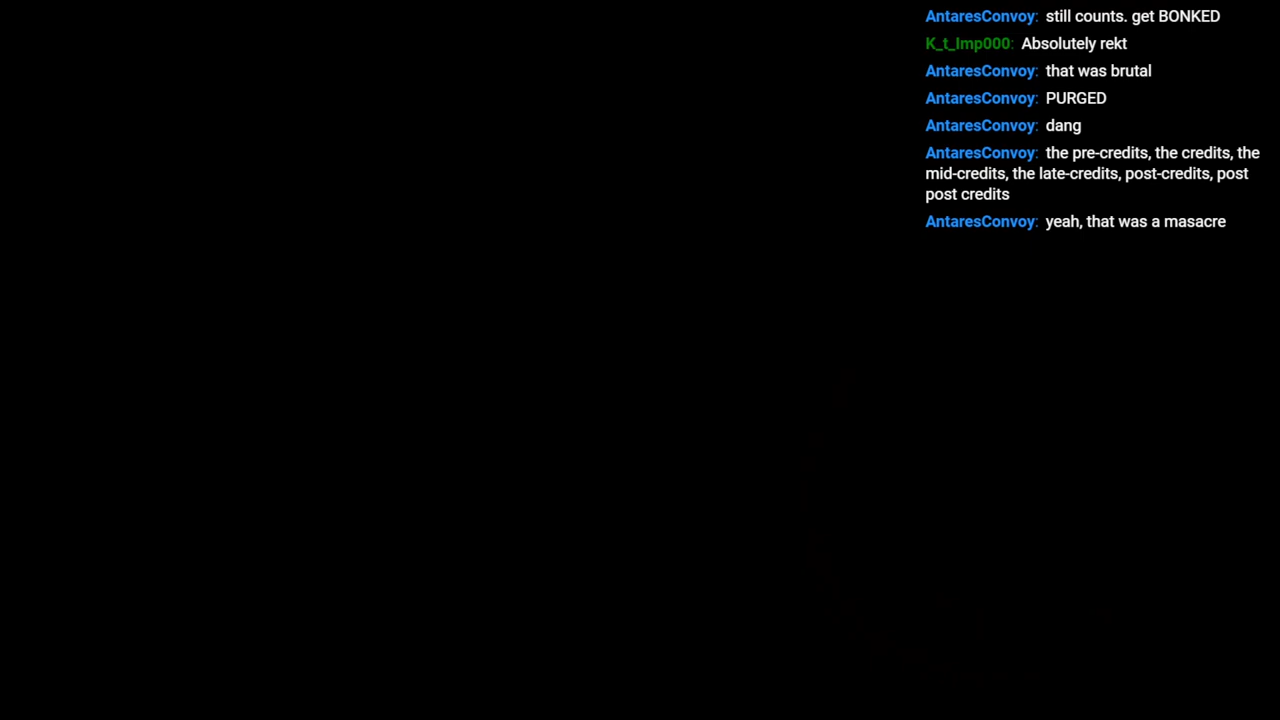 AntaresConvoy: still counts. get BONKED
K_t_Imp000: Absolutely rekt
AntaresConvoy: that was brutal
AntaresConvoy: PURGED
AntaresConvoy: dang
AntaresConvoy: the pre-credits, the credits, the
mid-credits, the late-credits, post-credits, post
post credits
AntaresConvoy: yeah, that was a masacre